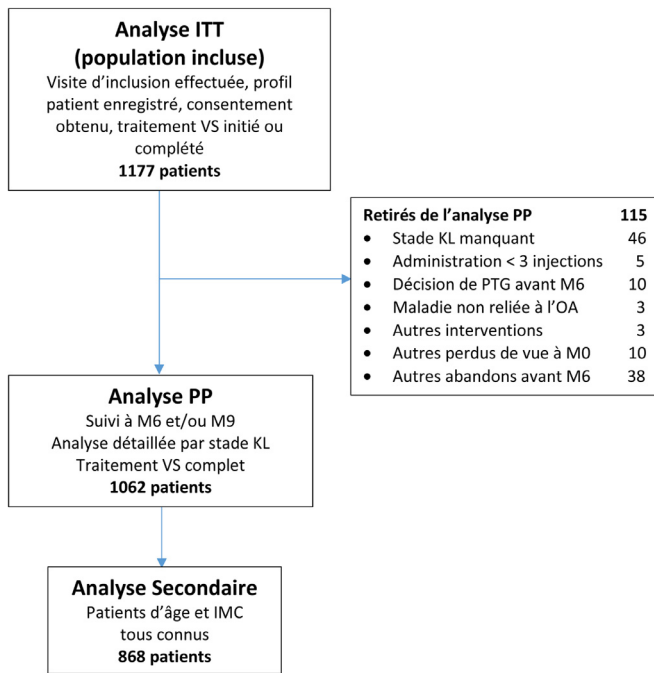 Analyse ITT
(population incluse)
Visite d'inclusion effectuée, profil
patient enregistré, consentement
obtenu, traitement VS initié ou
complété
1177 patients
Retirés de l'analyse PP 115
• Stade KL manquant 46
• Administration < 3 injections 5
• Décision de PTG avant M6 10
• Maladie non reliée à l'OA 3
• Autres interventions 3
• Autres perdus de vue à M0 10
• Autres abandons avant M6 38
Analyse PP
Suivi à M6 et/ou M9
Analyse détaillée par stade KL
Traitement VS complet
1062 patients
Analyse Secondaire
Patients d'âge et IMC
tous connus
868 patients